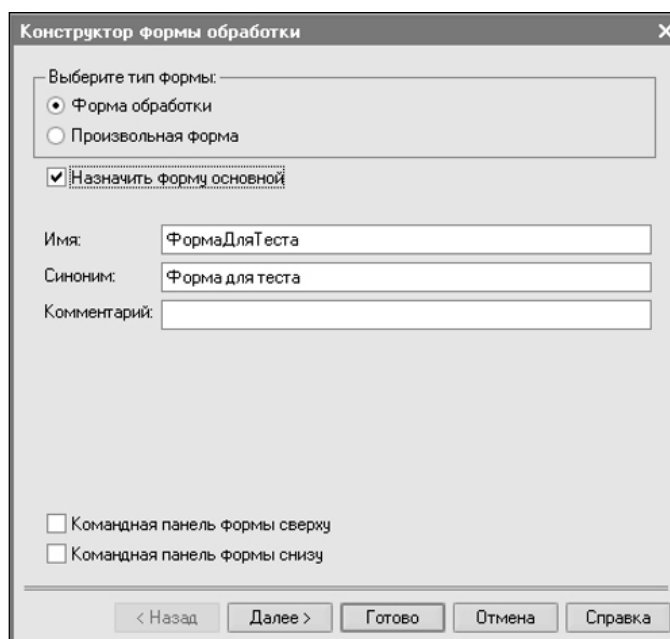 Конструктор формы обработки
Выберите тип формы:
Форма обработки
Произвольная форма
Назначить форму основной
Имя: ФормаДляТеста
Синоним: Форма для теста
Комментарий:
Командная панель формы сверху
Командная панель формы снизу
< Назад Далее > Готово Отмена Справка